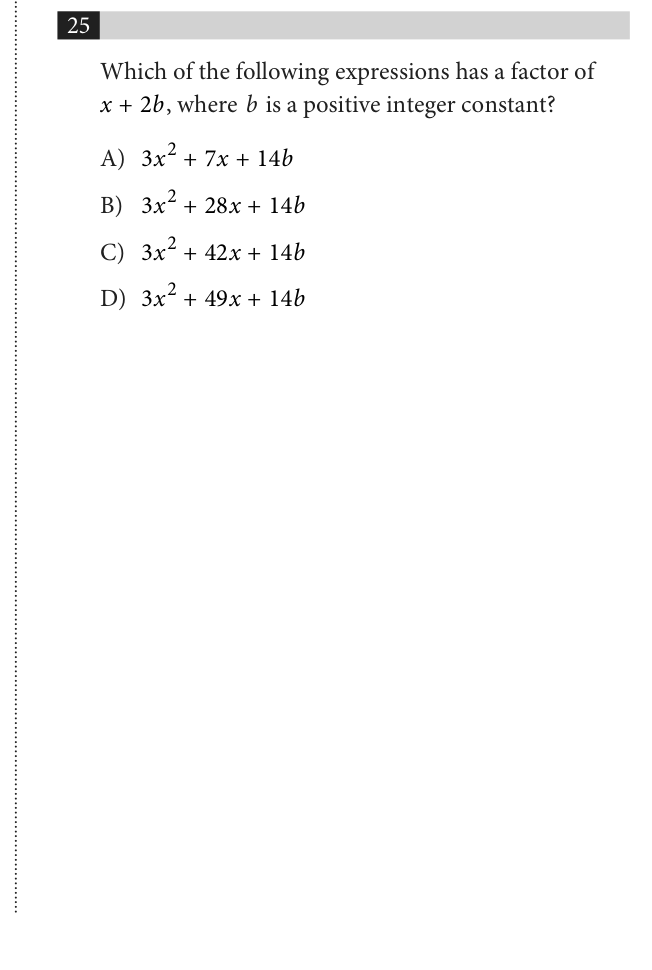 25
Which of the following expressions has a factor of
x + 2b, where b is a positive integer constant?
A) 3x² + 7x + 14b
B) 3x² + 28x + 14b
C) 3x² + 42x + 14b
D) 3x² + 49x + 14b